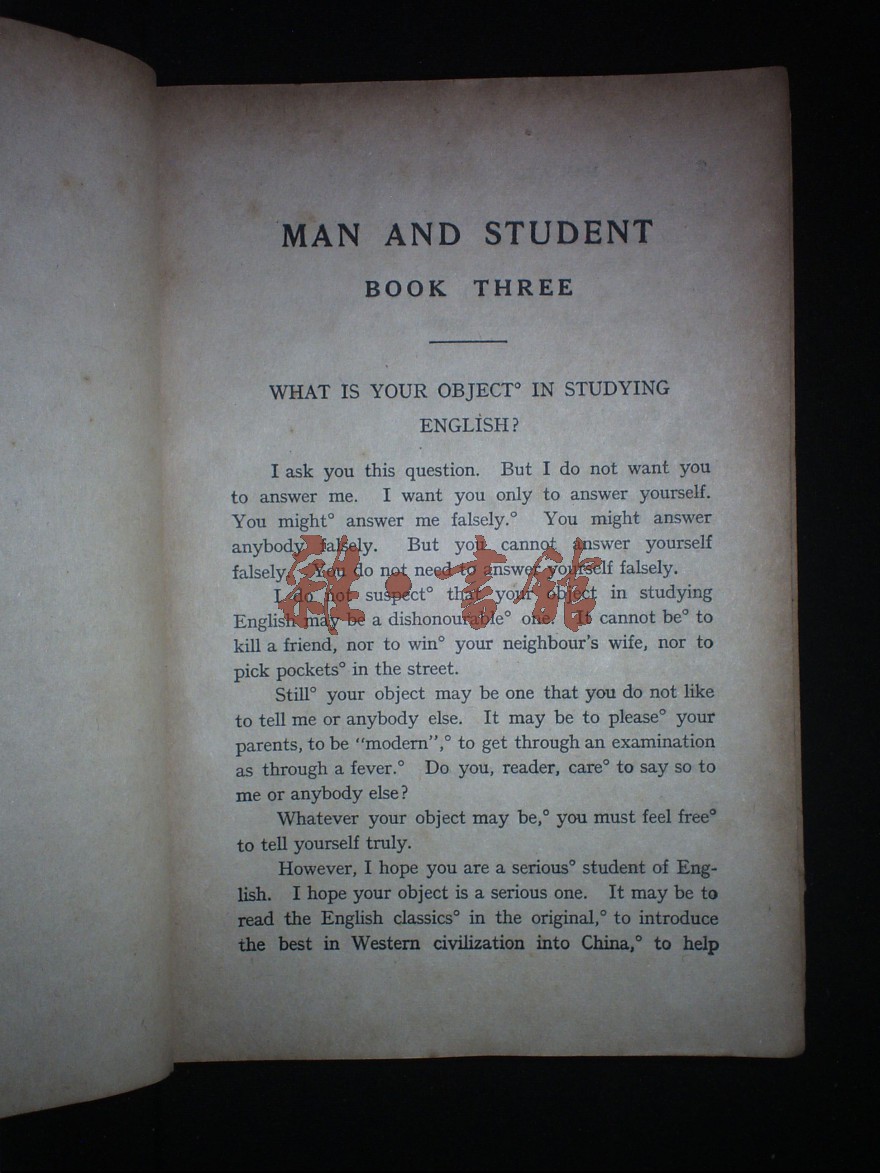 MAN AND STUDENT
BOOK THREE
WHAT IS YOUR OBJECT° IN STUDYING
ENGLISH?
I ask you this question. But I do not want you
to answer me. I want you only to answer yourself.
You might° answer me falsely.° You might answer
anybody falsely. But you cannot answer yourself
falsely. You do not need to answer yourself falsely.
I do not suspect° that your object in studying
English may be a dishonourable° one. It cannot be° to
kill a friend, nor to win° your neighbour's wife, nor to
pick pockets° in the street.
Still° your object may be one that you do not like
to tell me or anybody else. It may be to please° your
parents, to be "modern",° to get through an examination
as through a fever.° Do you, reader, care° to say so to
me or anybody else?
Whatever your object may be,° you must feel free°
to tell yourself truly.
However, I hope you are a serious° student of Eng-
lish. I hope your object is a serious one. It may be to
read the English classics° in the original,° to introduce
the best in Western civilization into China,° to help
雜·書館